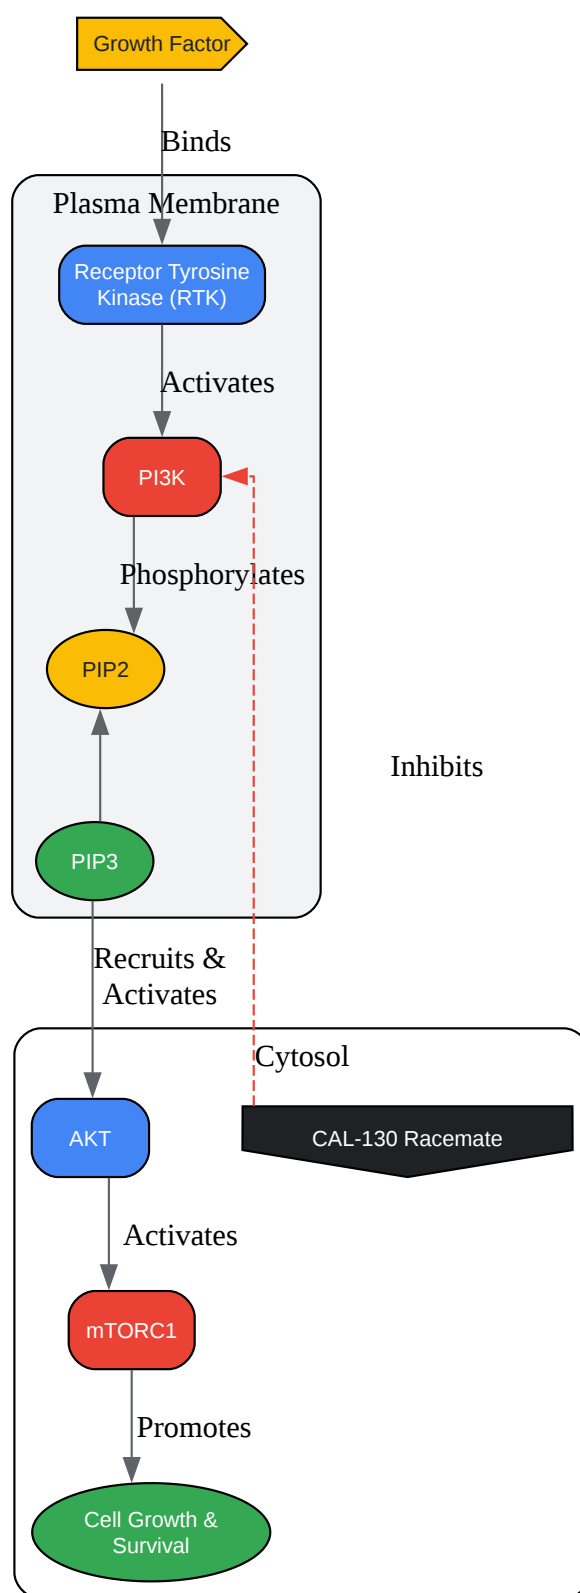 Growth Factor
Binds
Plasma Membrane
Receptor Tyrosine
Kinase (RTK)
Activates
PI3K
Phosphorylates
PIP2
Inhibits
PIP3
Recruits &
Activates
Cytosol
AKT
CAL-130 Racemate
Activates
mTORC1
Promotes
Cell Growth &
Survival